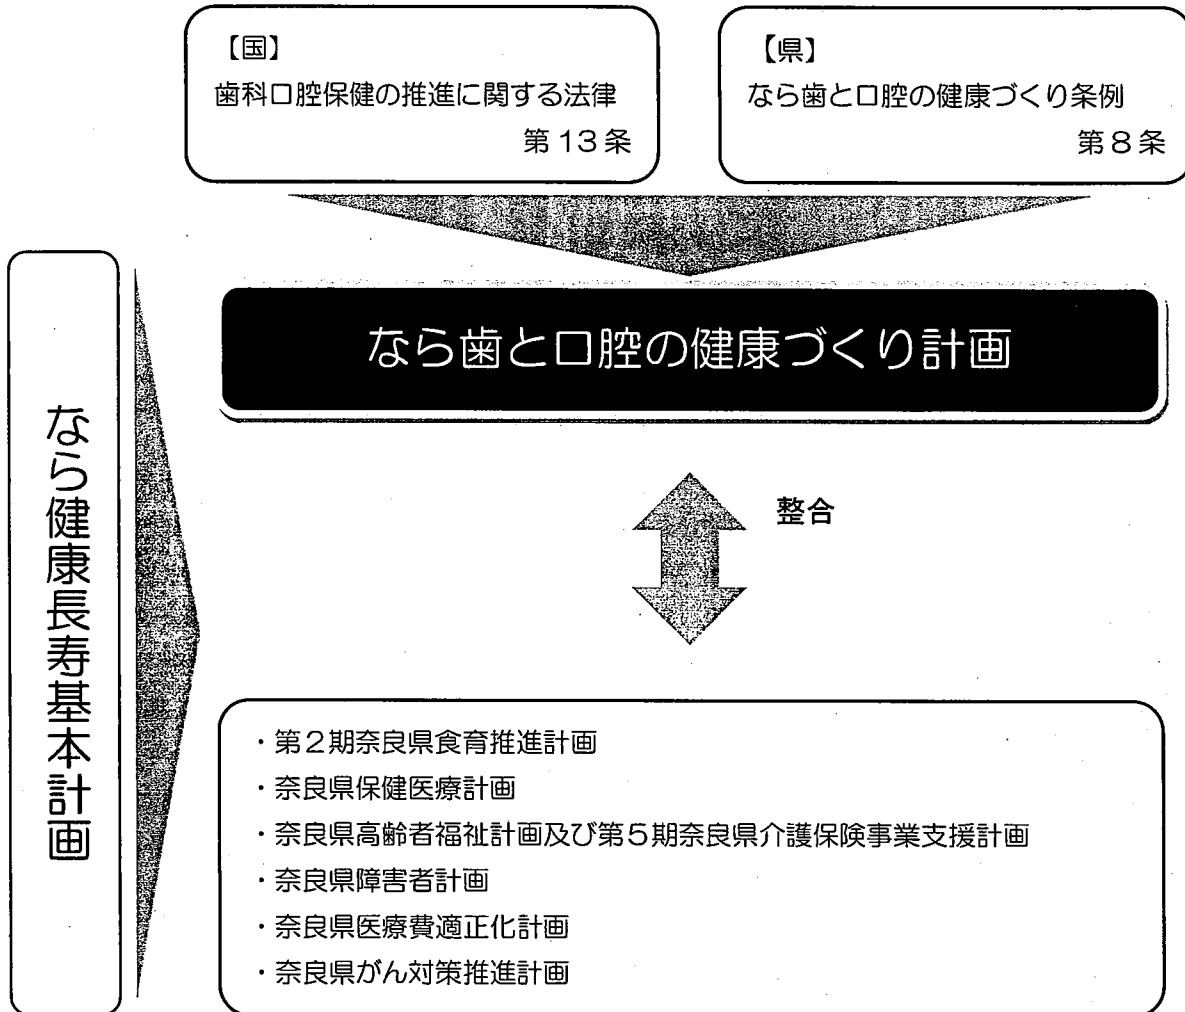 【国】
歯科口腔保健の推進に関する法律
第13条
【県】
なら歯と口腔の健康づくり条例
第8条
なら歯と口腔の健康づくり計画
なら健康長寿基本計画
整合
・第2期奈良県食育推進計画
・奈良県保健医療計画
・奈良県高齢者福祉計画及び第5期奈良県介護保険事業支援計画
・奈良県障害者計画
・奈良県医療費適正化計画
・奈良県がん対策推進計画